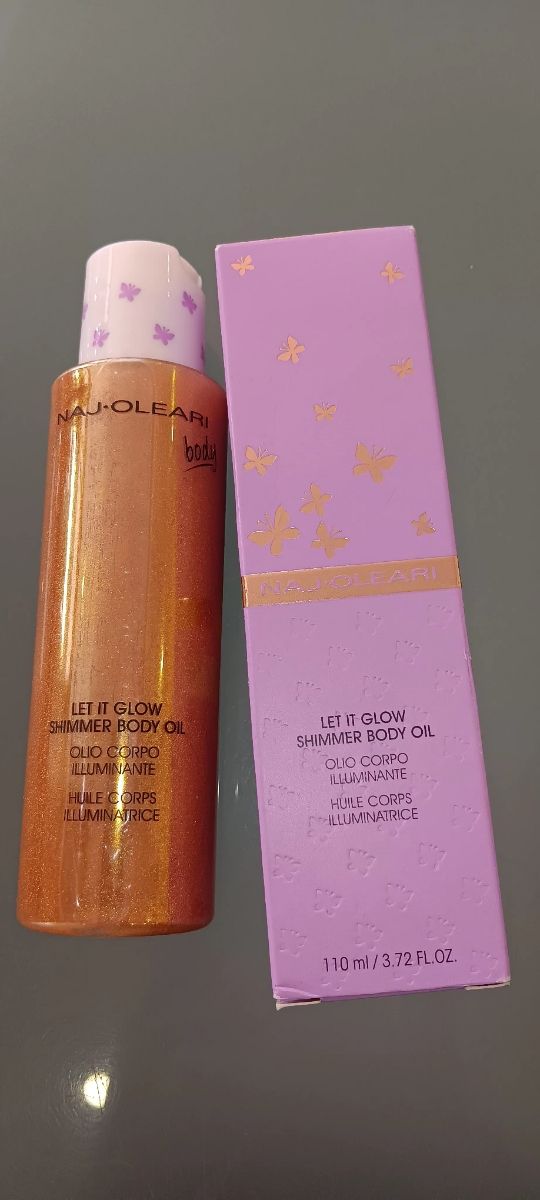 NAJ•OLEARI
body
LET IT GLOW
SHIMMER BODY OIL
OLIO CORPO
ILLUMINANTE
HUILE CORPS
ILLUMINATRICE
NAJ•OLEARI
LET IT GLOW
SHIMMER BODY OIL
OLIO CORPO
ILLUMINANTE
HUILE CORPS
ILLUMINATRICE
110 ml / 3.72 FL.OZ.